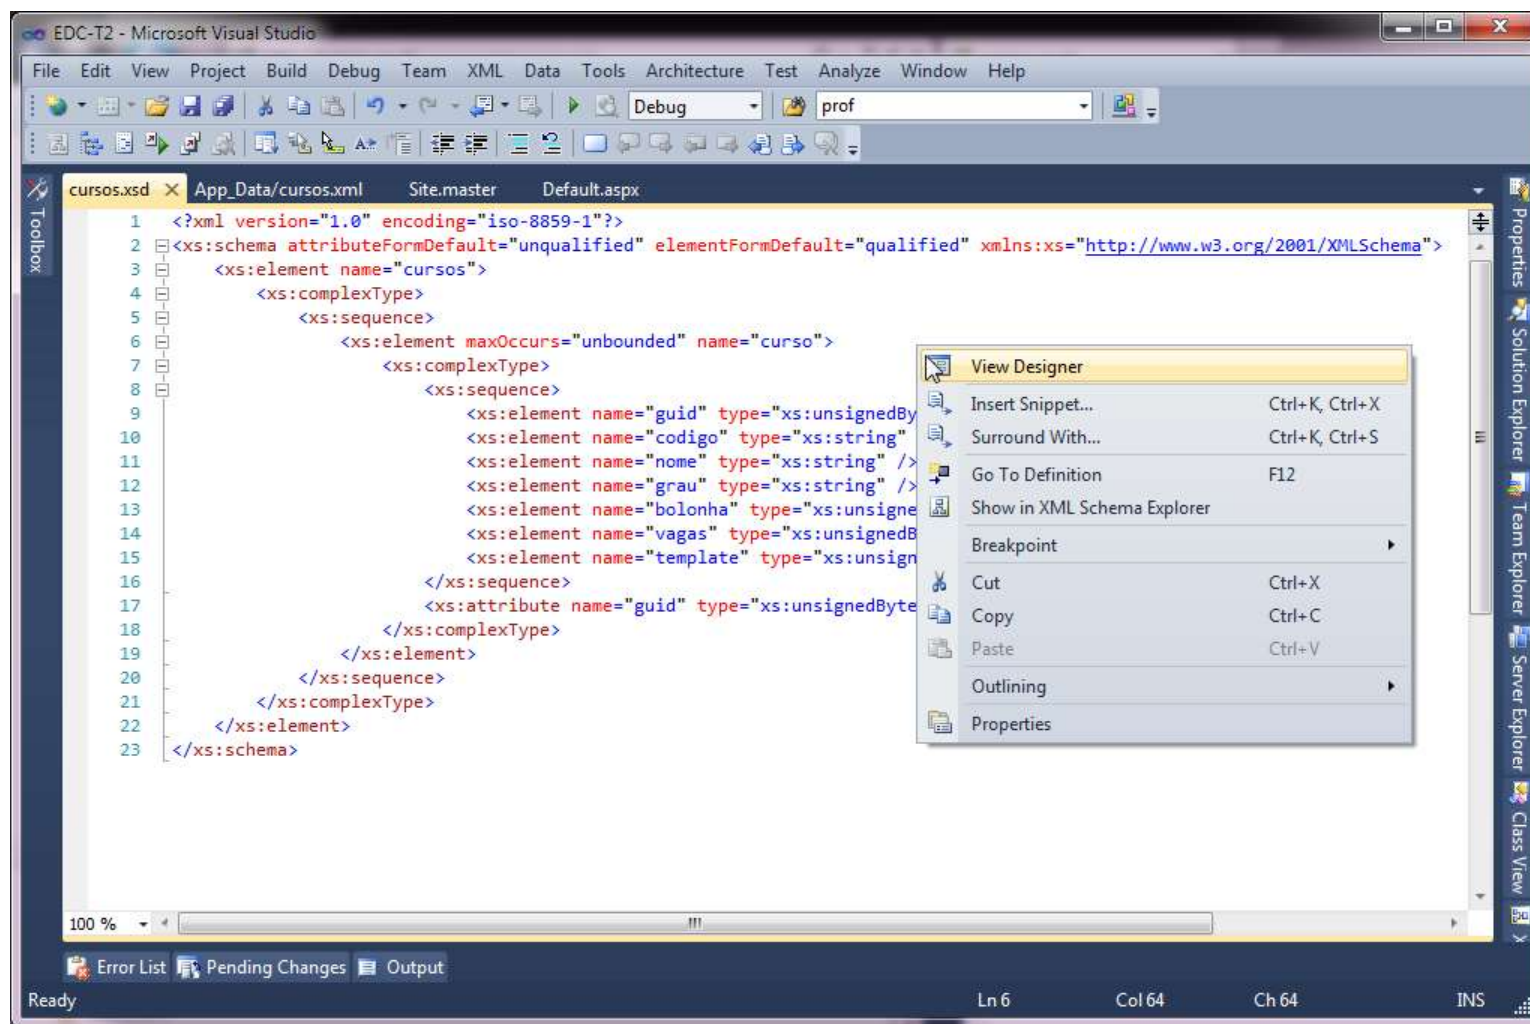 EDC-T2 - Microsoft Visual Studio
File Edit View Project Build Debug Team XML Data Tools Architecture Test Analyze Window Help
Debug prof
cursos.xsd App_Data/cursos.xml Site.master Default.aspx
Toolbox
1 <?xml version="1.0" encoding="iso-8859-1"?>
2 <xs:schema attributeFormDefault="unqualified" elementFormDefault="qualified" xmlns:xs="http://www.w3.org/2001/XMLSchema">
3 <xs:element name="cursos">
4 <xs:complexType>
5 <xs:sequence>
6 <xs:element maxOccurs="unbounded" name="curso">
7 <xs:complexType>
8 <xs:sequence>
9 <xs:element name="guid" type="xs:unsignedBy
10 <xs:element name="codigo" type="xs:string"
11 <xs:element name="nome" type="xs:string" />
12 <xs:element name="grau" type="xs:string" />
13 <xs:element name="bolonha" type="xs:unsigne
14 <xs:element name="vagas" type="xs:unsignedB
15 <xs:element name="template" type="xs:unsign
16 </xs:sequence>
17 <xs:attribute name="guid" type="xs:unsignedByte
18 </xs:complexType>
19 </xs:element>
20 </xs:sequence>
21 </xs:complexType>
22 </xs:element>
23 </xs:schema>
View Designer
Insert Snippet... Ctrl+K, Ctrl+X
Surround With... Ctrl+K, Ctrl+S
Go To Definition F12
Show in XML Schema Explorer
Breakpoint
Cut Ctrl+X
Copy Ctrl+C
Paste Ctrl+V
Outlining
Properties
Properties
Solution Explorer
Team Explorer
Server Explorer
Class View
X
100 %
Error List Pending Changes Output
Ready Ln 6 Col 64 Ch 64 INS